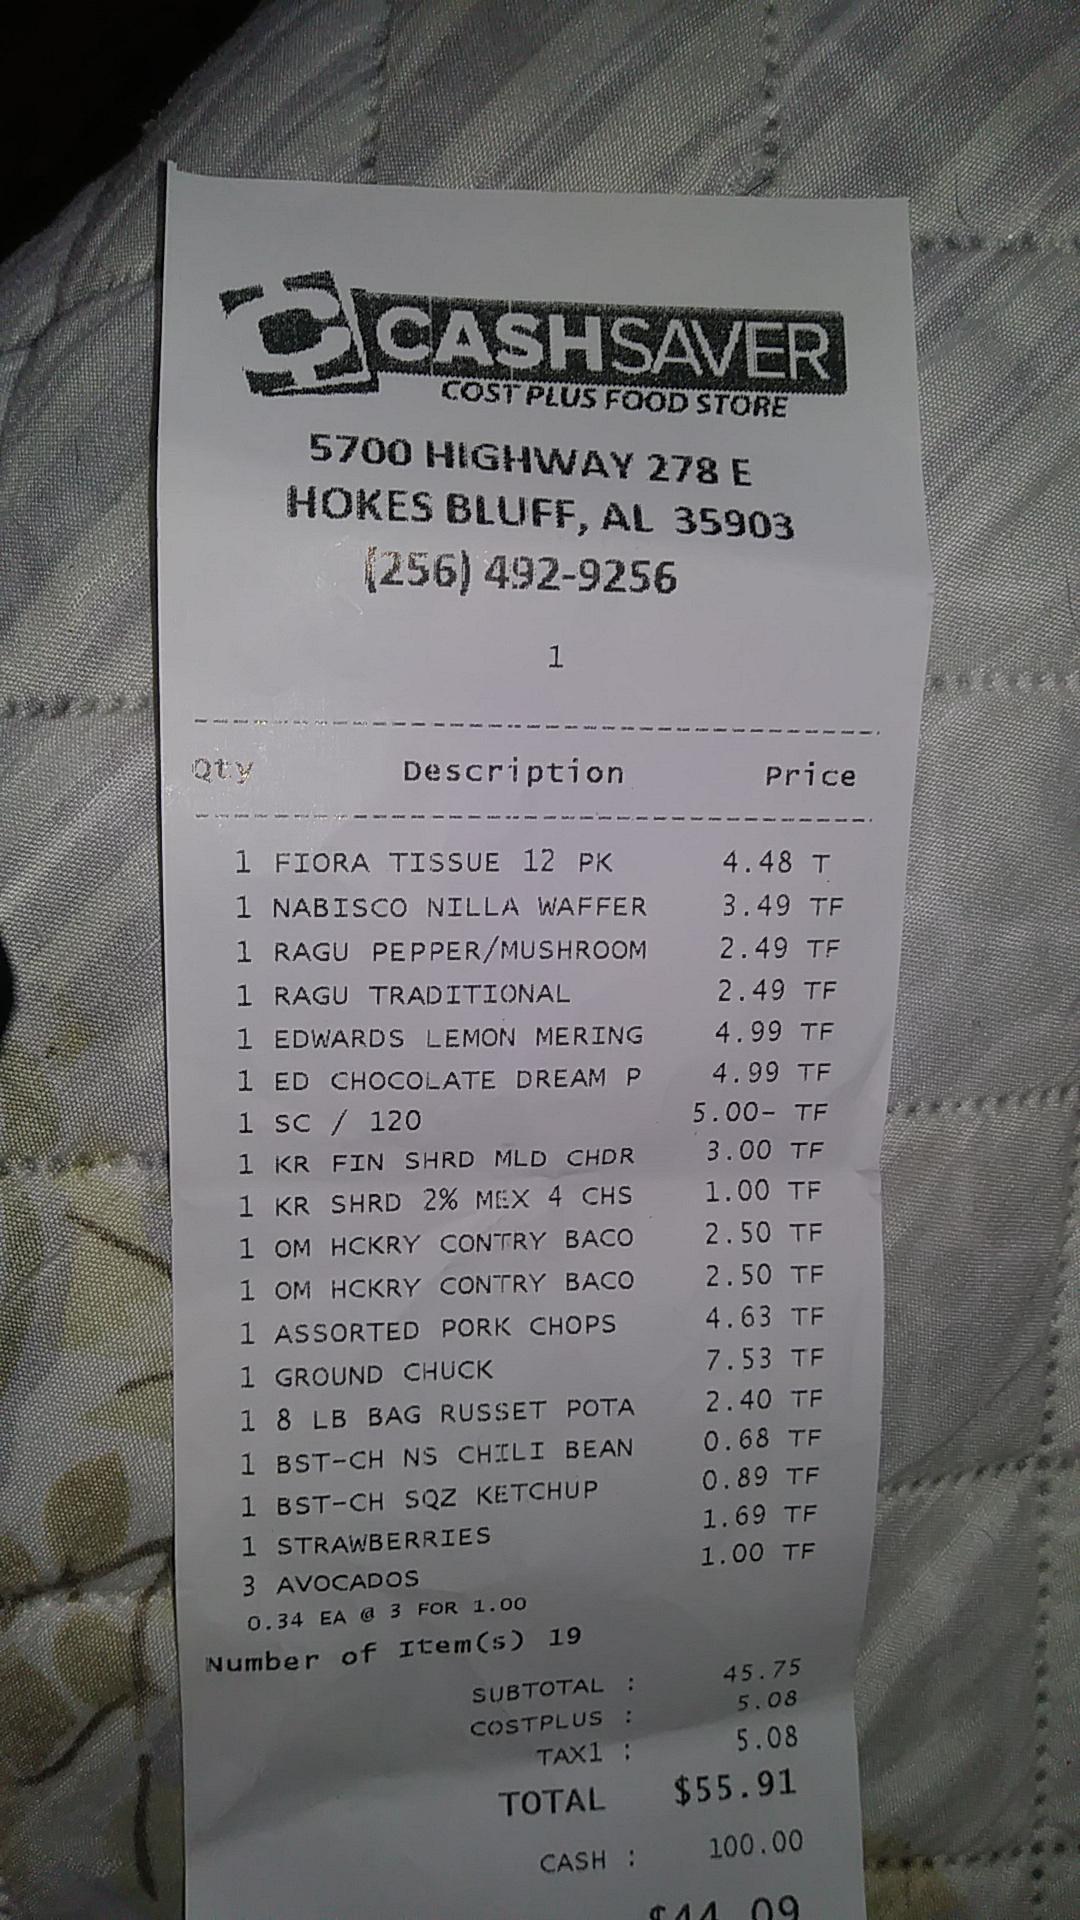 CASHSAVER
COST PLUS FOOD STORE
5700 HIGHWAY 278 E
HOKES BLUFF, AL 35903
(256) 492-9256
1
Qty Description Price
1 FIORA TISSUE 12 PK 4.48 T
1 NABISCO NILLA WAFFER 3.49 TF
1 RAGU PEPPER/MUSHROOM 2.49 TF
1 RAGU TRADITIONAL 2.49 TF
1 EDWARDS LEMON MERING 4.99 TF
1 ED CHOCOLATE DREAM P 4.99 TF
1 SC / 120 5.00- TF
1 KR FIN SHRD MLD CHDR 3.00 TF
1 KR SHRD 2% MEX 4 CHS 1.00 TF
1 OM HCKRY CONTRY BACO 2.50 TF
1 OM HCKRY CONTRY BACO 2.50 TF
1 ASSORTED PORK CHOPS 4.63 TF
1 GROUND CHUCK 7.53 TF
1 8 LB BAG RUSSET POTA 2.40 TF
1 BST-CH NS CHILI BEAN 0.68 TF
1 BST-CH SQZ KETCHUP 0.89 TF
1 STRAWBERRIES 1.69 TF
3 AVOCADOS 1.00 TF
0.34 EA @ 3 FOR 1.00
Number of Item(s) 19
SUBTOTAL : 45.75
COSTPLUS : 5.08
TAX1 : 5.08
TOTAL $55.91
CASH : 100.00
$44.09